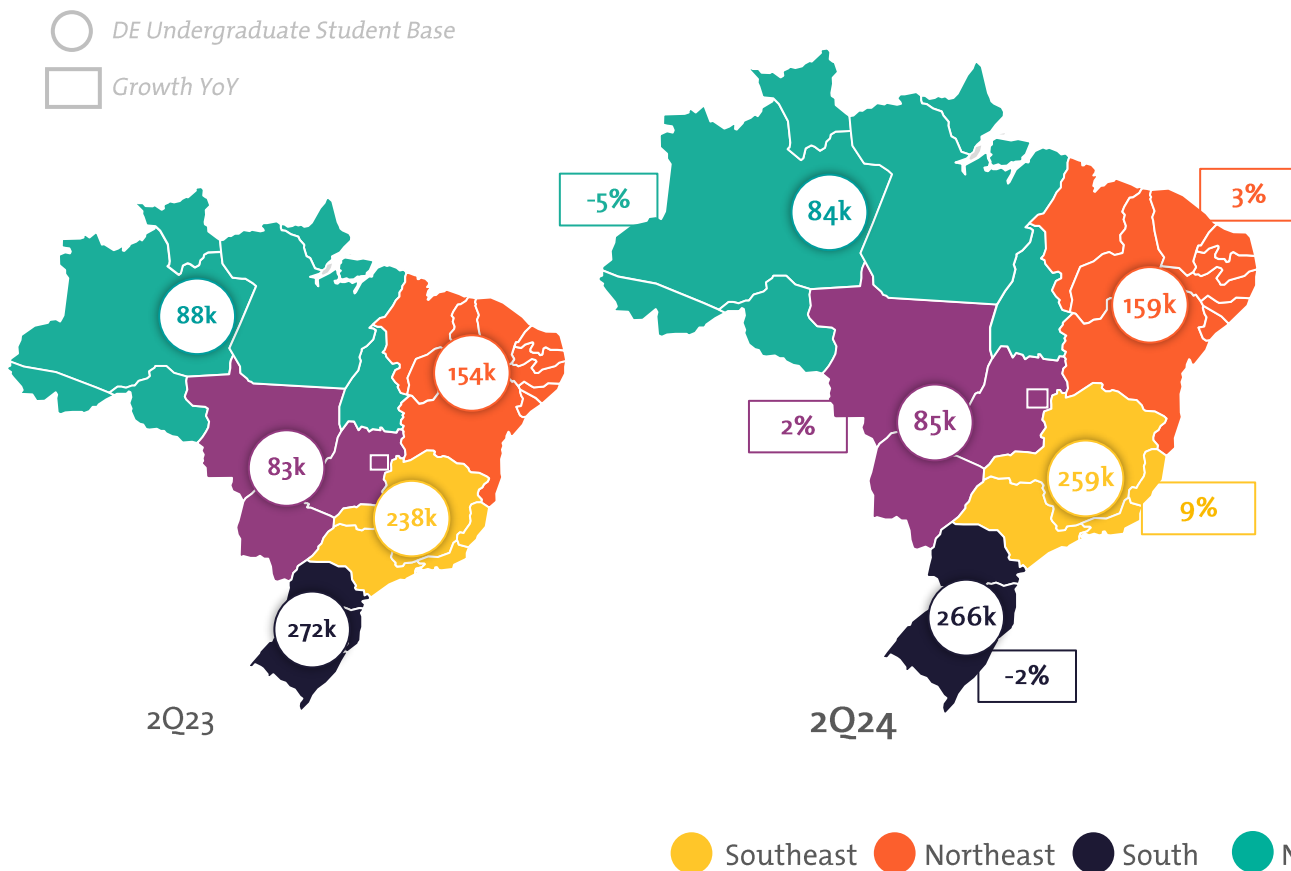 DE Undergraduate Student Base
Growth YoY
-5%
3%
84k
88k
159k
154k
2%
85k
83k
259k
238k
9%
266k
272k
-2%
2Q23
2Q24
Southeast
Northeast
South